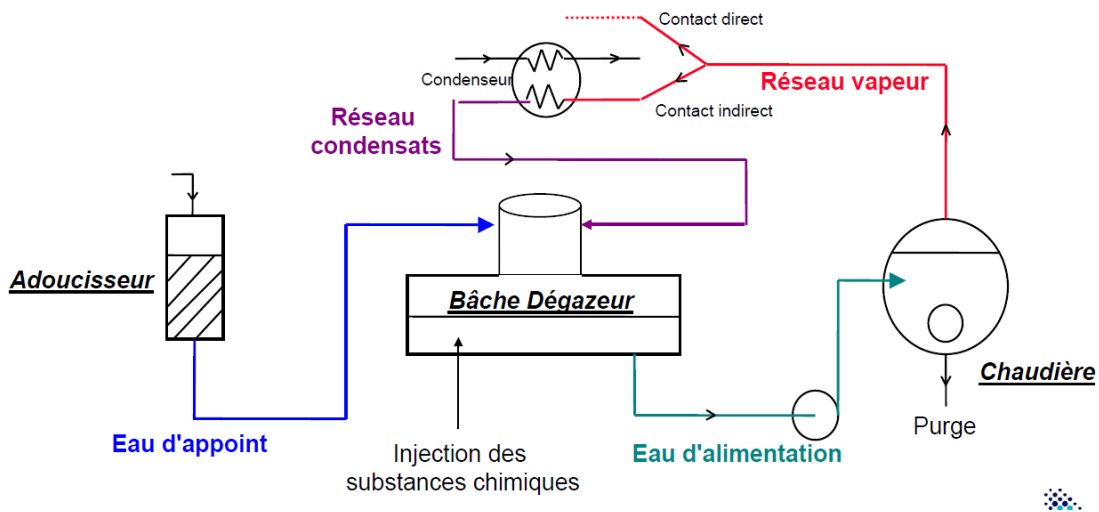 Contact direct
Condenseur
Réseau vapeur
Contact indirect
Réseau
condensats
Adoucisseur
Bâche Dégazeur
Chaudière
Purge
Eau d'appoint
Injection des
substances chimiques
Eau d'alimentation